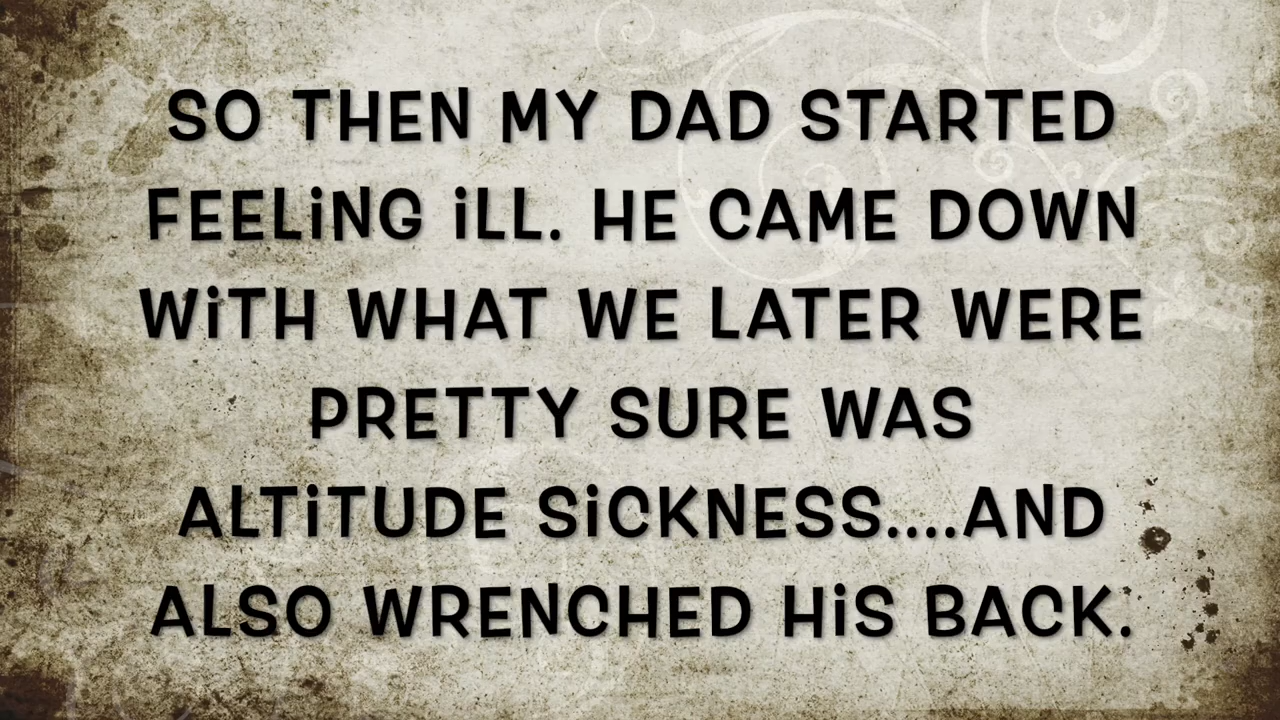 SO THEN MY DAD STARTED
FEELiNG iLL. HE CAME DOWN
WiTH WHAT WE LATER WERE
PRETTY SURE WAS
ALTiTUDE SiCKNESS....AND
ALSO WRENCHED HiS BACK.